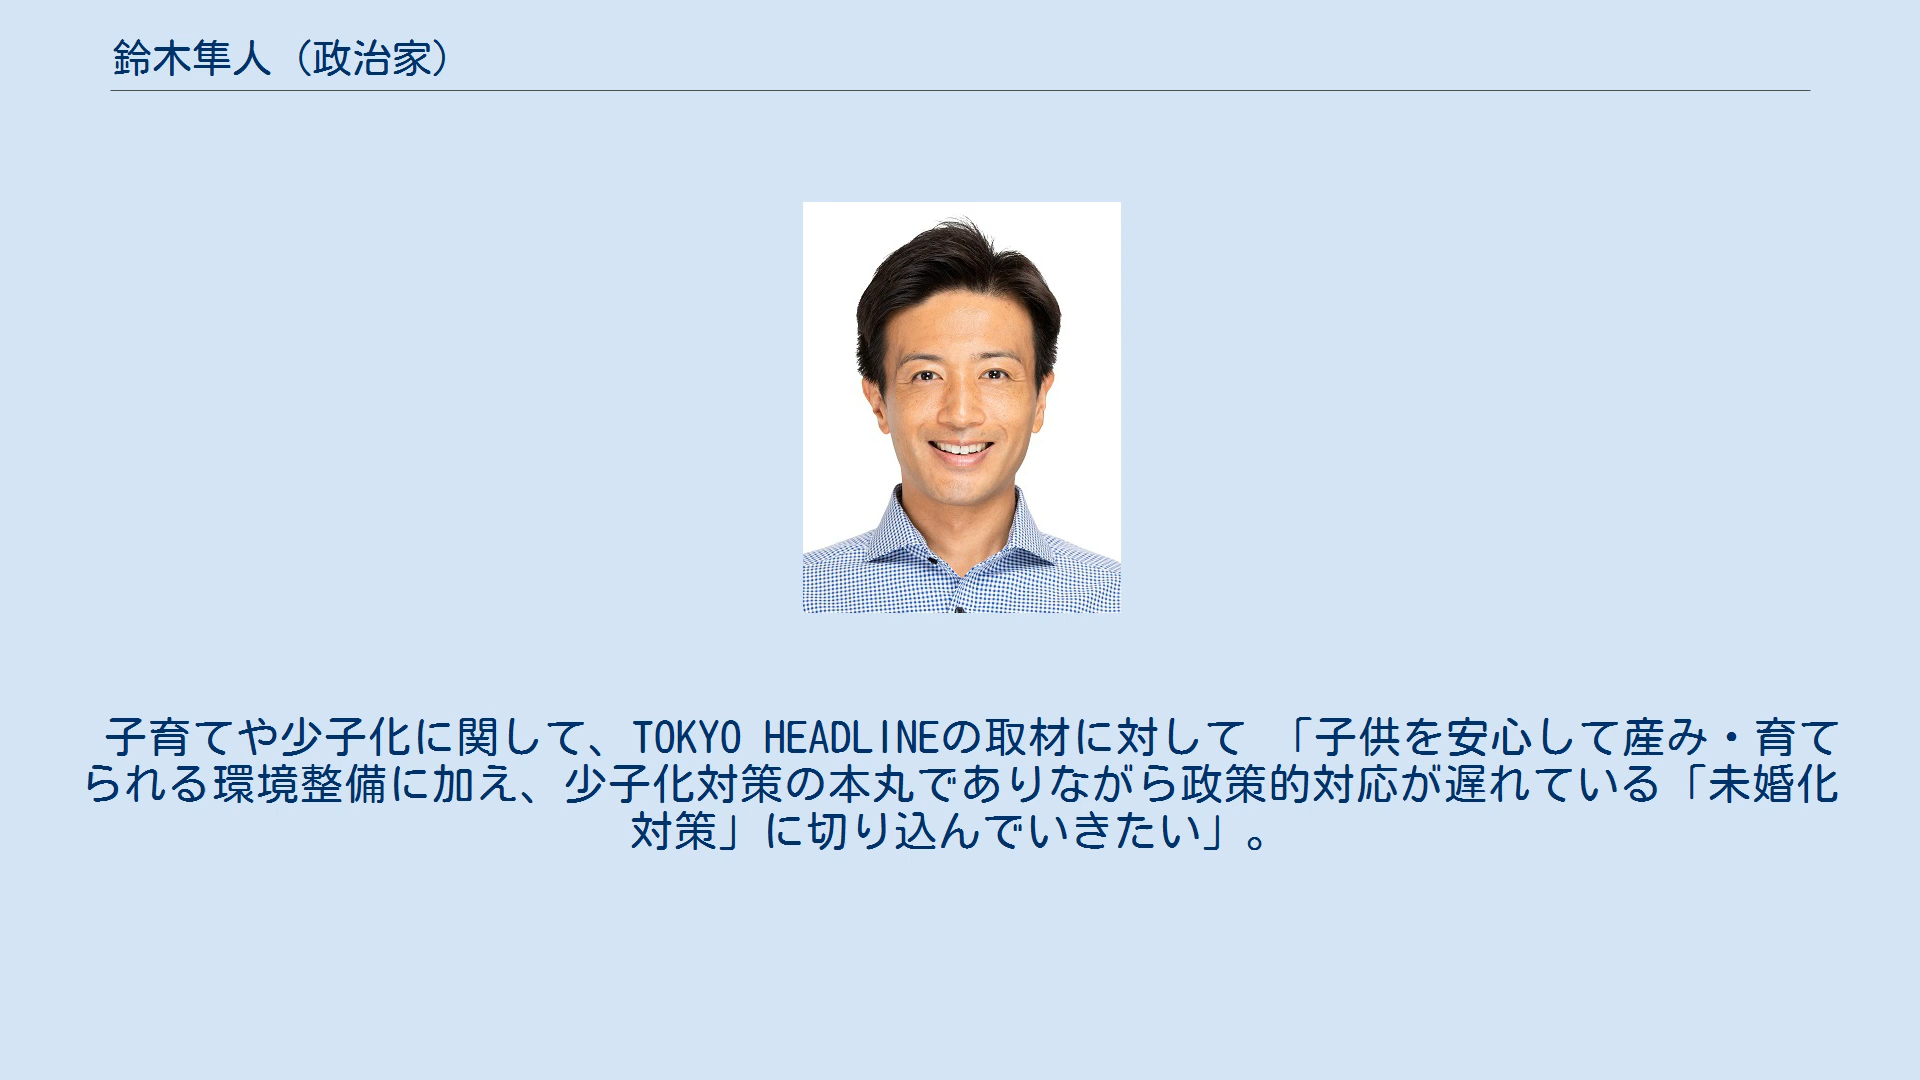 鈴木隼人（政治家）
子育てや少子化に関して、TOKYO HEADLINEの取材に対して 「子供を安心して産み・育て
られる環境整備に加え、少子化対策の本丸でありながら政策的対応が遅れている「未婚化
対策」に切り込んでいきたい」。